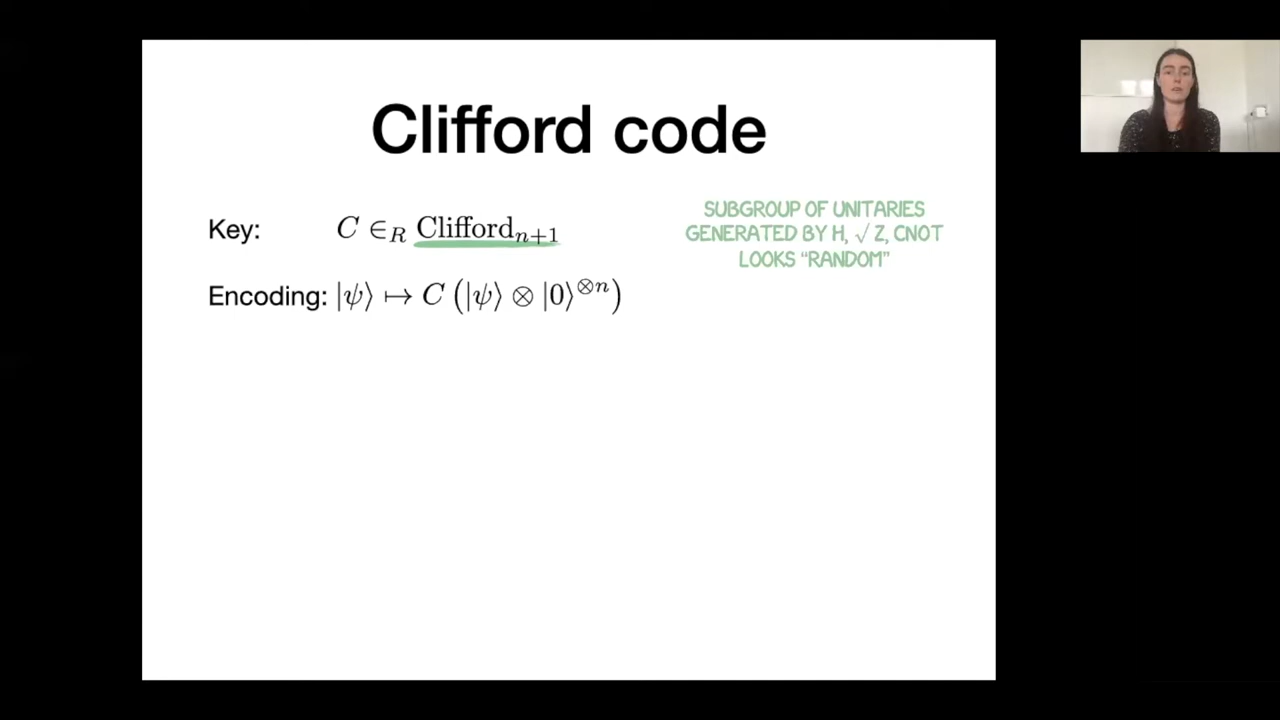 Clifford code
Key: C ∈_R Clifford_{n+1}
SUBGROUP OF UNITARIES
GENERATED BY H, √Z, CNOT
LOOKS “RANDOM”
Encoding: |ψ⟩ ↦ C (|ψ⟩ ⊗ |0⟩^{⊗n})